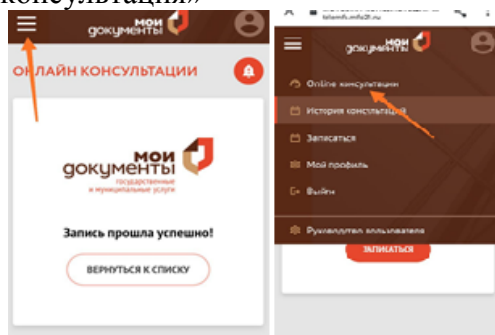 консультация»
мои
документы
ОНЛАЙН КОНСУЛЬТАЦИИ
мои
документы
государственные
и муниципальные услуги
Запись прошла успешно!
ВЕРНУТЬСЯ К СПИСКУ
мои
документы
Online консультации
История консультаций
Записаться
Мой профиль
Выйти
Руководство пользователя
ЗАПИСАТЬСЯ